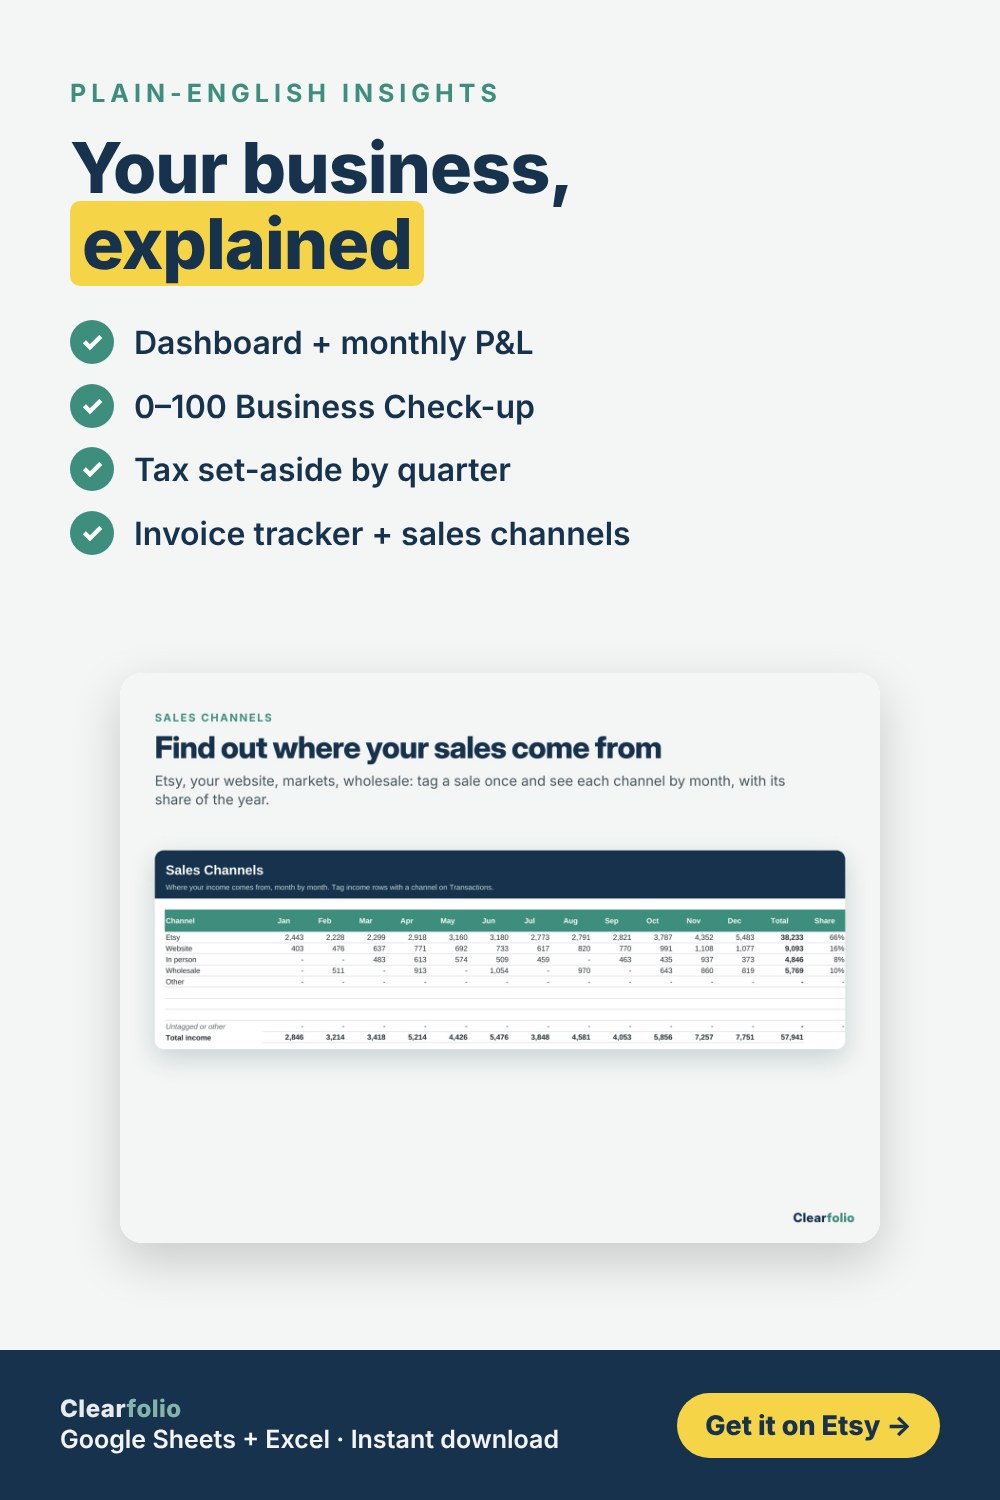 PLAIN-ENGLISH INSIGHTS
Your business,
explained
Dashboard + monthly P&L
0–100 Business Check-up
Tax set-aside by quarter
Invoice tracker + sales channels
SALES CHANNELS
Find out where your sales come from
Etsy, your website, markets, wholesale: tag a sale once and see each channel by month, with its
share of the year.
Sales Channels
Where your income comes from, month by month. Tag income rows with a channel on Transactions.
Channel Jan Feb Mar Apr May Jun Jul Aug Sep Oct Nov Dec Total Share
Etsy 2,443 2,228 2,299 2,918 3,160 3,180 2,773 2,791 2,821 3,787 4,352 5,483 38,233 66%
Website 403 476 637 771 692 733 617 820 770 991 1,108 1,077 9,093 16%
In person - - 483 613 574 509 459 - 463 435 937 373 4,846 8%
Wholesale - 511 - 913 - 1,054 - 970 - 643 860 819 5,769 10%
Other - - - - - - - - - - - - - -
Untagged or other - - - - - - - - - - - - - -
Total income 2,846 3,214 3,418 5,214 4,426 5,476 3,848 4,581 4,053 5,856 7,257 7,751 57,941
Clearfolio
Clearfolio
Google Sheets + Excel · Instant download
Get it on Etsy →